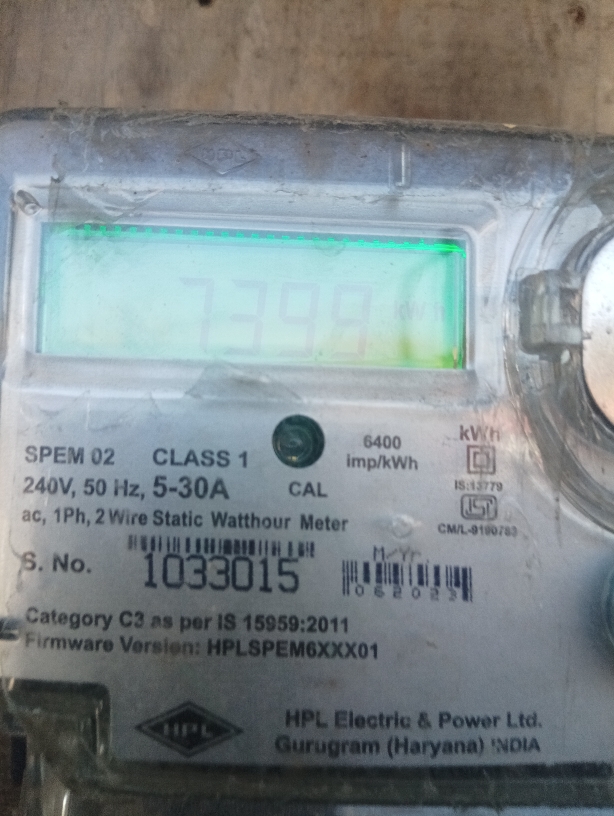 kWh
SPEM 02 CLASS 1
6400
imp/kWh
kWh
240V, 50 Hz, 5-30A
CAL
IS:13779
ac, 1Ph, 2 Wire Static Watthour Meter
CM/L-9190783
S. No. 1033015
M/Yr
062023
Category C3 as per IS 15959:2011
Firmware Version: HPLSPEM6XXX01
HPL
HPL Electric & Power Ltd.
Gurugram (Haryana) INDIA